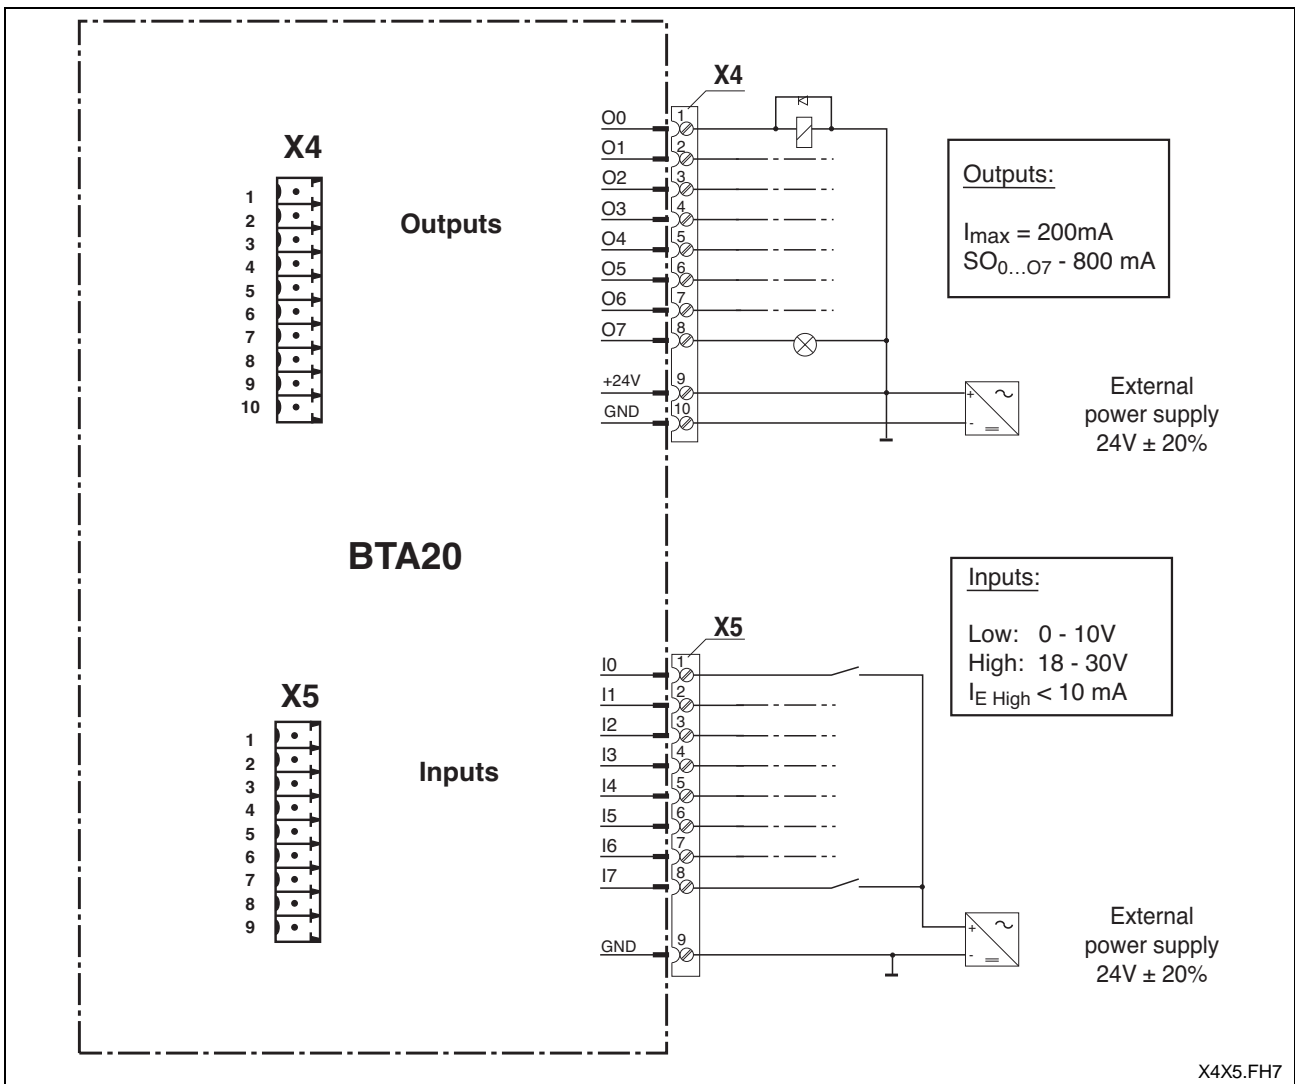 X4
1
2
3
4
5
6
7
8
9
10
Outputs
X4
O0 1
O1 2
O2 3
O3 4
O4 5
O5 6
O6 7
O7 8
+24V 9
GND 10
+
-
Outputs:
Imax = 200mA
SO0...O7 - 800 mA
External
power supply
24V ± 20%
BTA20
X5
1
2
3
4
5
6
7
8
9
Inputs
X5
I0 1
I1 2
I2 3
I3 4
I4 5
I5 6
I6 7
I7 8
GND 9
+
-
Inputs:
Low: 0 - 10V
High: 18 - 30V
IE High < 10 mA
External
power supply
24V ± 20%
X4X5.FH7